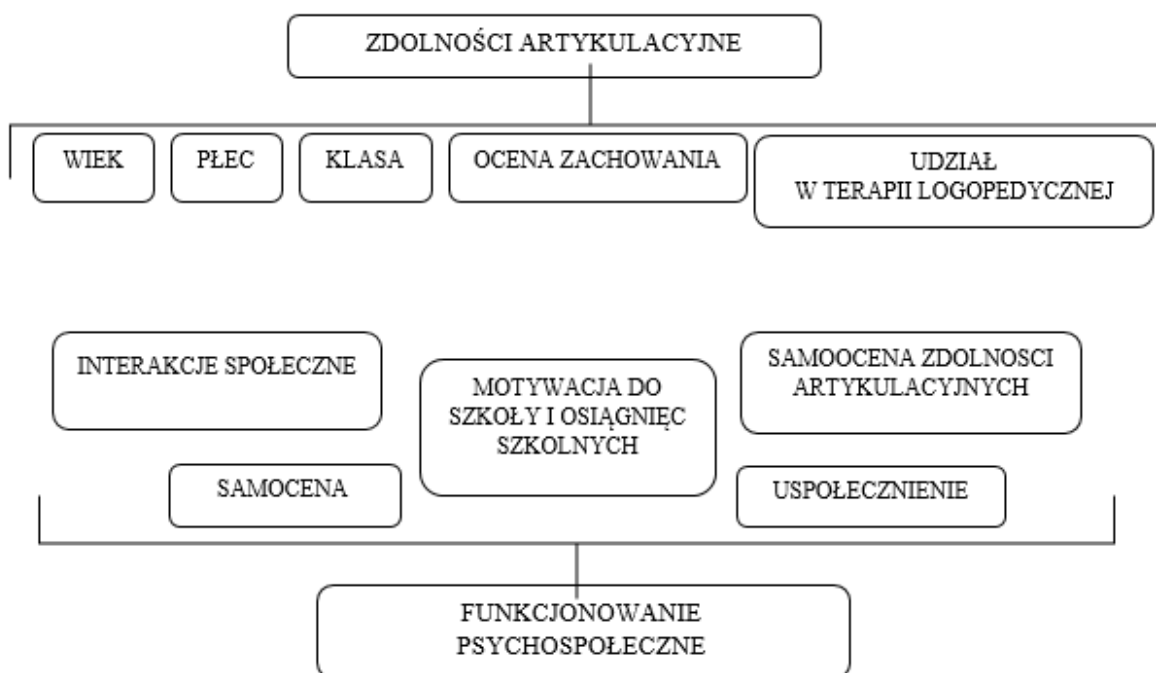 ZDOLNOŚCI ARTYKULACYJNE
WIEK
PŁEC
KLASA
OCENA ZACHOWANIA
UDZIAŁ
W TERAPII LOGOPEDYCZNEJ
INTERAKCJE SPOŁECZNE
MOTYWACJA DO
SZKOŁY I OSIĄGNIĘC
SZKOLNYCH
SAMOOCENA ZDOLNOSCI
ARTYKULACYJNYCH
SAMOCENA
USPOŁECZNIENIE
FUNKCJONOWANIE
PSYCHOSPOŁECZNE